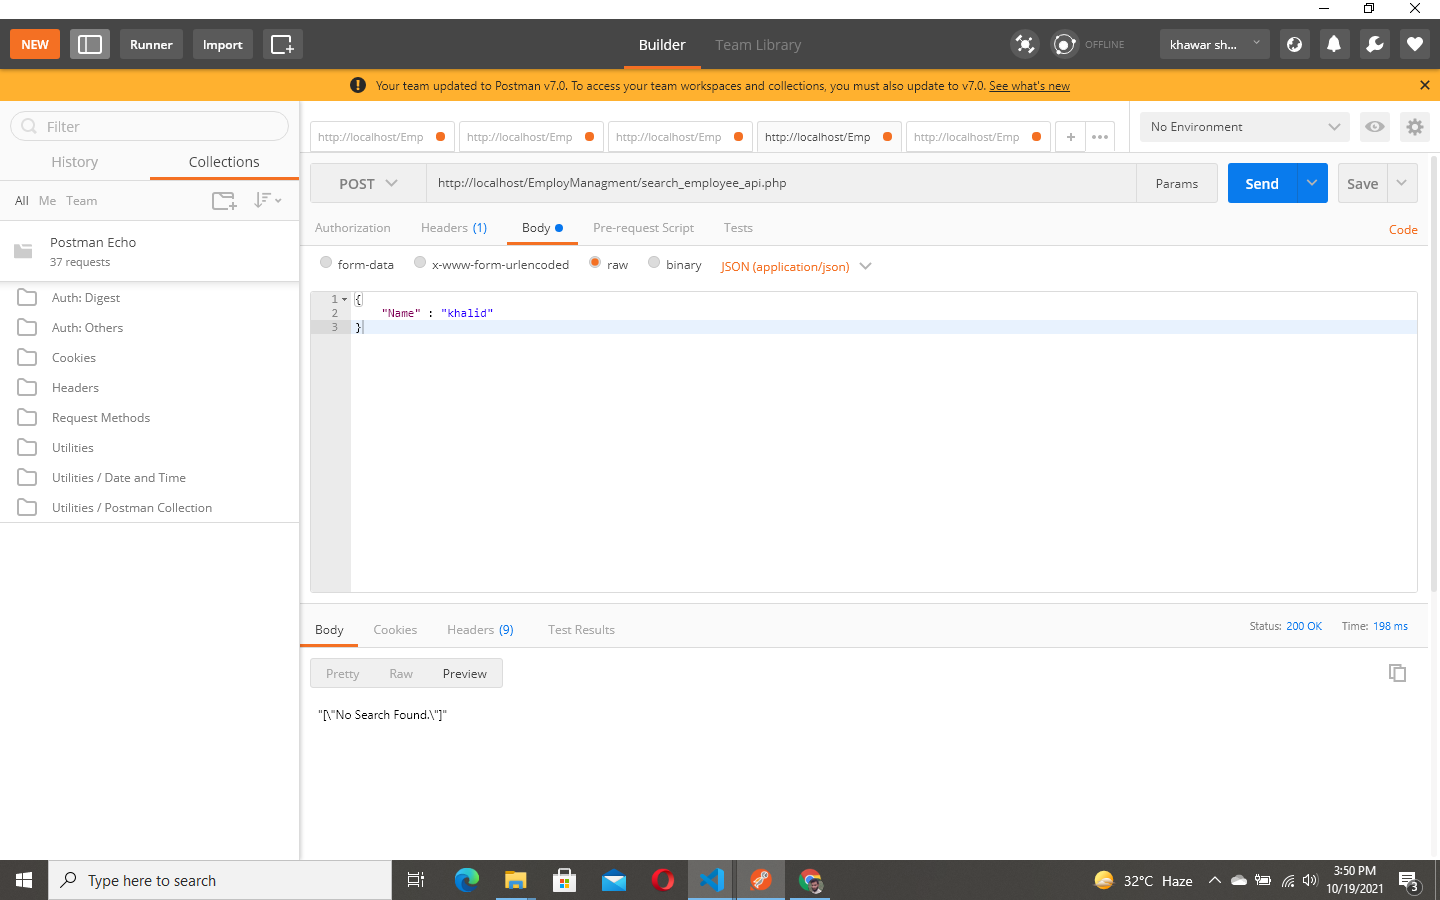 NEW
Runner
Import
Builder
Team Library
OFFLINE
khawar sh...
Your team updated to Postman v7.0. To access your team workspaces and collections, you must also update to v7.0. See what's new
Filter
History
Collections
All Me Team
Postman Echo
37 requests
Auth: Digest
Auth: Others
Cookies
Headers
Request Methods
Utilities
Utilities / Date and Time
Utilities / Postman Collection
http://localhost/Emp
http://localhost/Emp
http://localhost/Emp
http://localhost/Emp
http://localhost/Emp
No Environment
POST
http://localhost/EmployManagment/search_employee_api.php
Params
Send
Save
Authorization
Headers (1)
Body
Pre-request Script
Tests
Code
form-data
x-www-form-urlencoded
raw
binary
JSON (application/json)
1 {
2 "Name" : "khalid"
3 }
Body
Cookies
Headers (9)
Test Results
Status: 200 OK
Time: 198 ms
Pretty
Raw
Preview
"[\"No Search Found.\"]"
Type here to search
32°C Haze
3:50 PM
10/19/2021
3